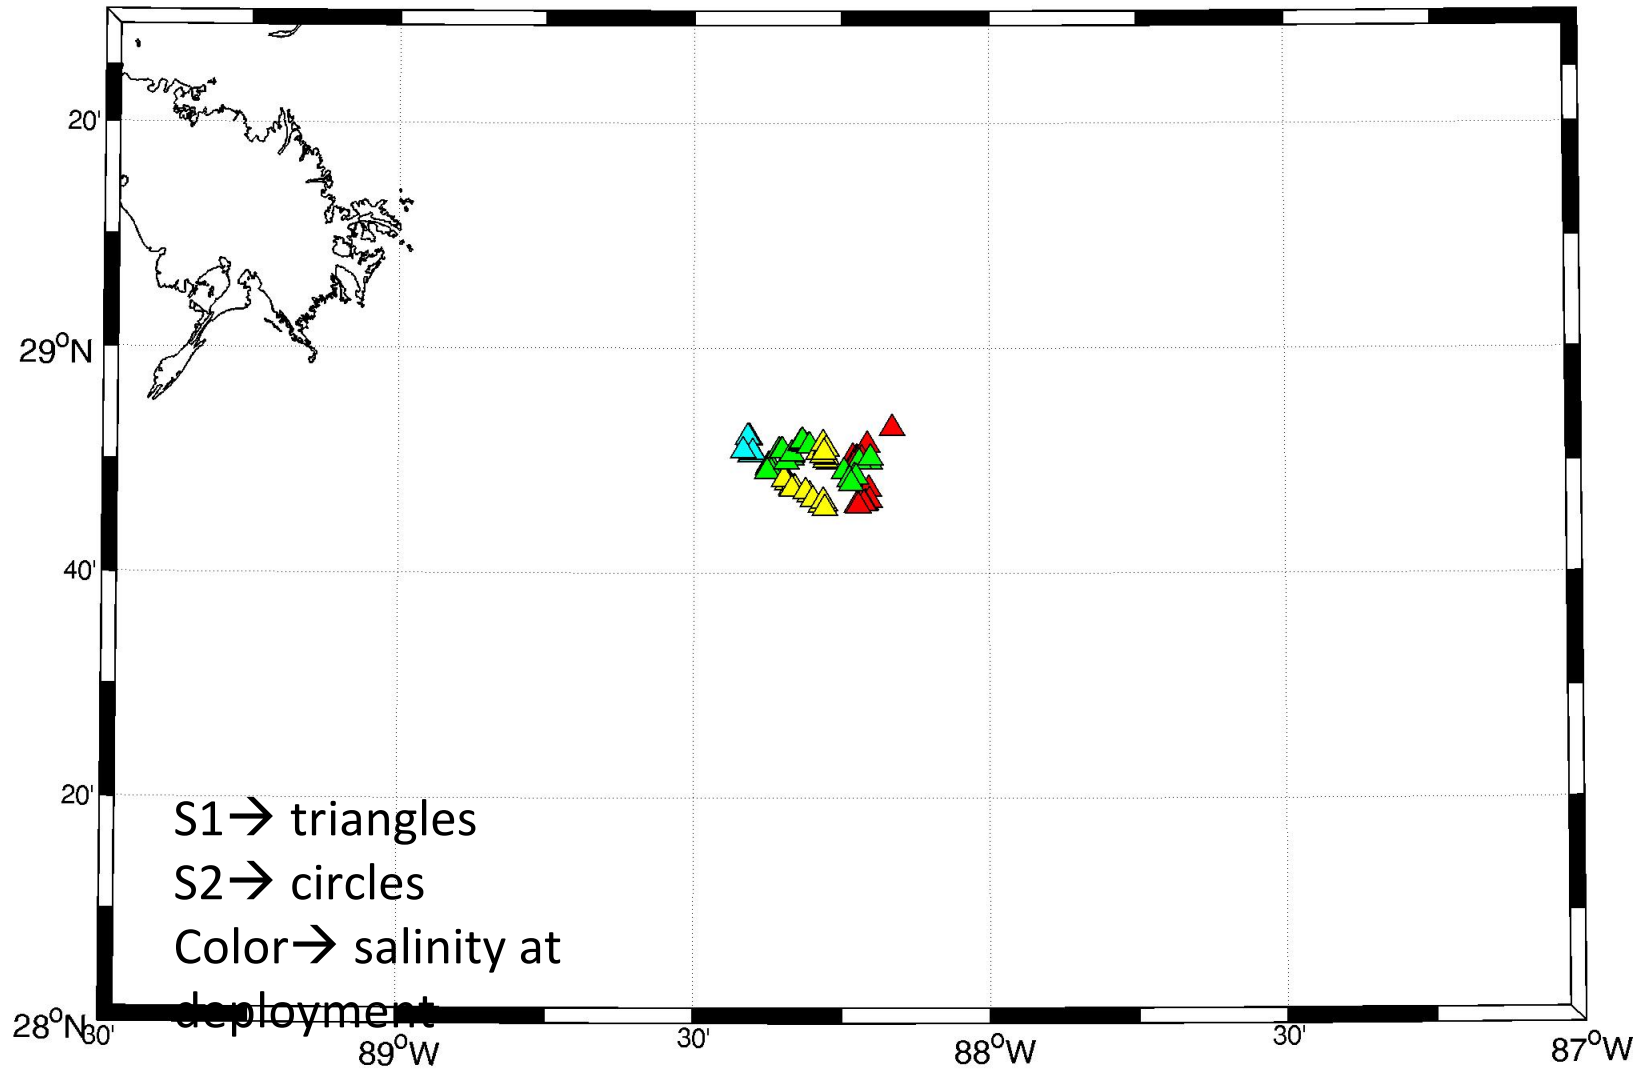 20'
29°N
40'
20'
S1→ triangles
S2→ circles
Color→ salinity at
deployment
28°N
30'
89°W
30'
88°W
30'
87°W